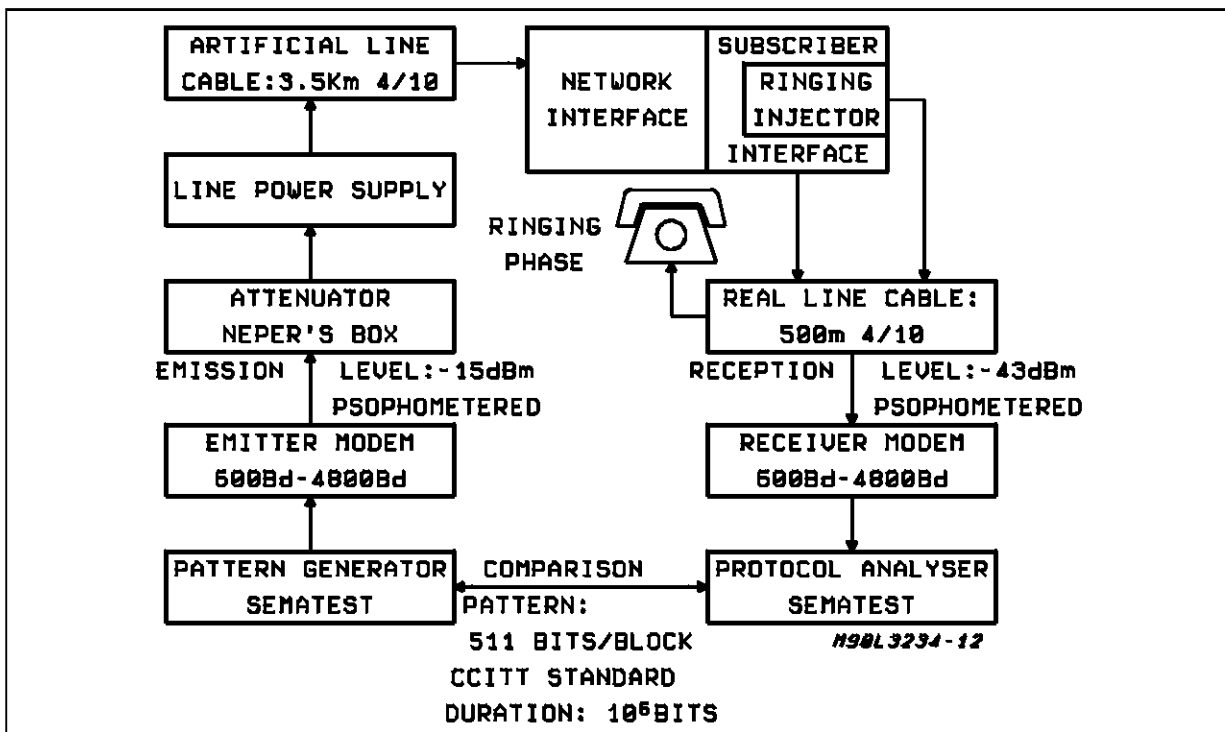 ARTIFICIAL LINE
CABLE:3.5Km 4/10
NETWORK
INTERFACE
SUBSCRIBER
RINGING
INJECTOR
INTERFACE
LINE POWER SUPPLY
RINGING
PHASE
ATTENUATOR
NEPER'S BOX
REAL LINE CABLE:
500m 4/10
EMISSION LEVEL:-15dBm
PSOPHOMETERED
RECEPTION LEVEL:-43dBm
PSOPHOMETERED
EMITTER MODEM
600Bd-4800Bd
RECEIVER MODEM
600Bd-4800Bd
PATTERN GENERATOR
SEMATEST
COMPARISON
PROTOCOL ANALYSER
SEMATEST
PATTERN:
511 BITS/BLOCK
CCITT STANDARD
DURATION: 10⁶BITS
M90L3234-12